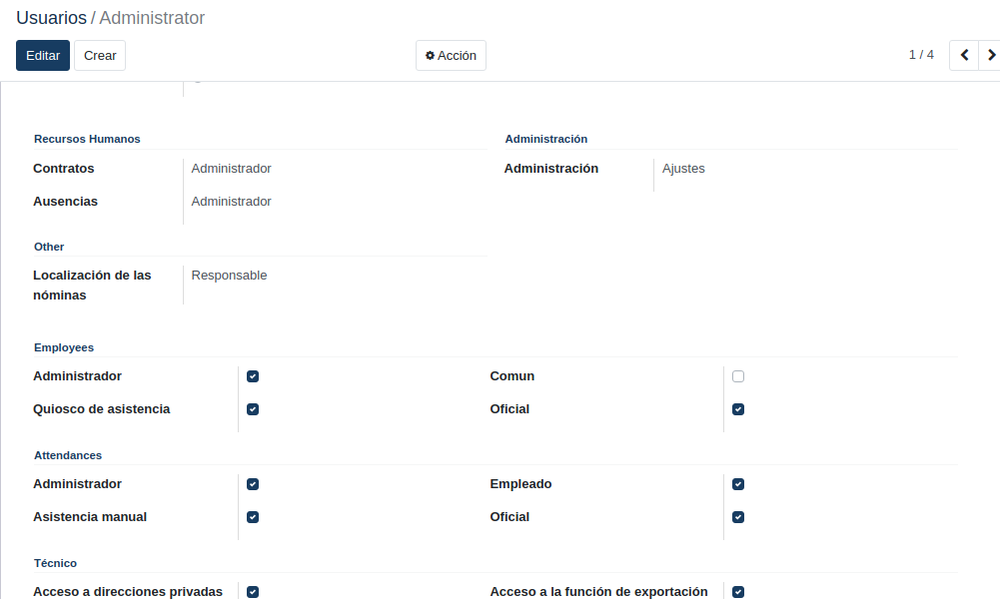 Usuarios / Administrator
Editar Crear Acción 1 / 4
Recursos Humanos Administración
Contratos Administrador Administración Ajustes
Ausencias Administrador
Other
Localización de las Responsable
nóminas
Employees
Administrador Comun
Quiosco de asistencia Oficial
Attendances
Administrador Empleado
Asistencia manual Oficial
Técnico
Acceso a direcciones privadas Acceso a la función de exportación